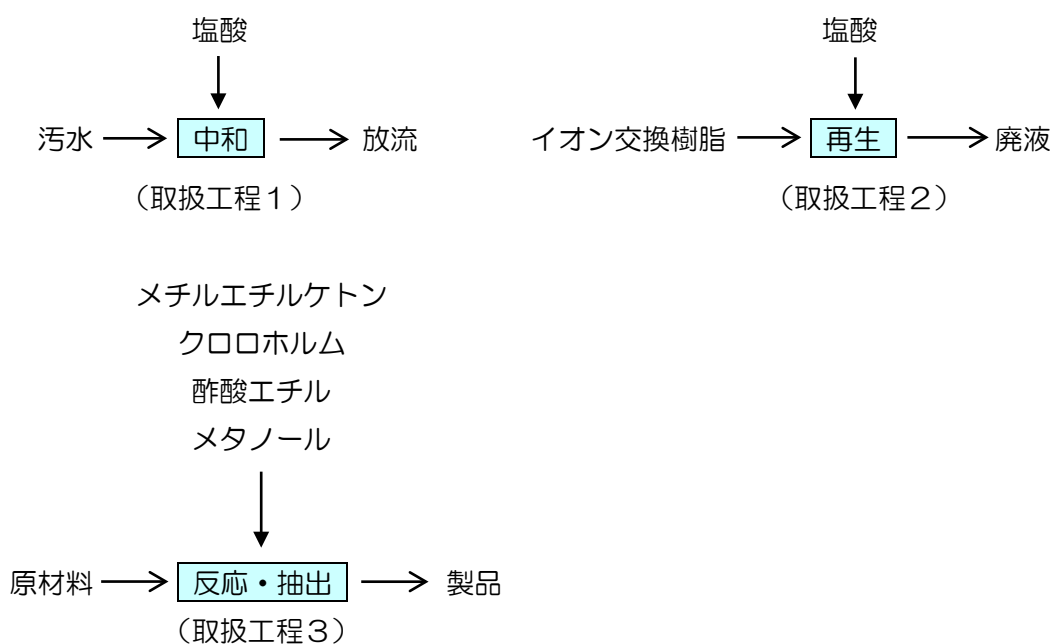 塩酸
汚水
中和
放流
（取扱工程１）
塩酸
イオン交換樹脂
再生
廃液
（取扱工程２）
メチルエチルケトン
クロロホルム
酢酸エチル
メタノール
原材料
反応・抽出
製品
（取扱工程３）